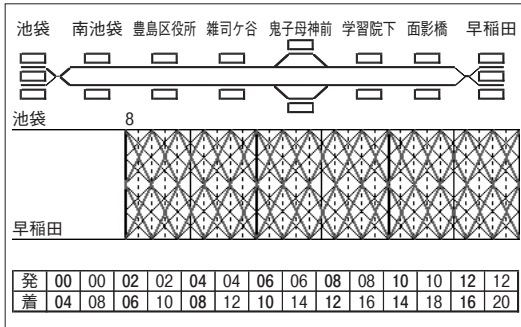 池袋 南池袋 豊島区役所 雑司ケ谷 鬼子母神前 学習院下 面影橋 早稲田
池袋 8
早稲田
発 00 00 02 02 04 04 06 06 08 08 10 10 12 12
着 04 08 06 10 08 12 10 14 12 16 14 18 16 20